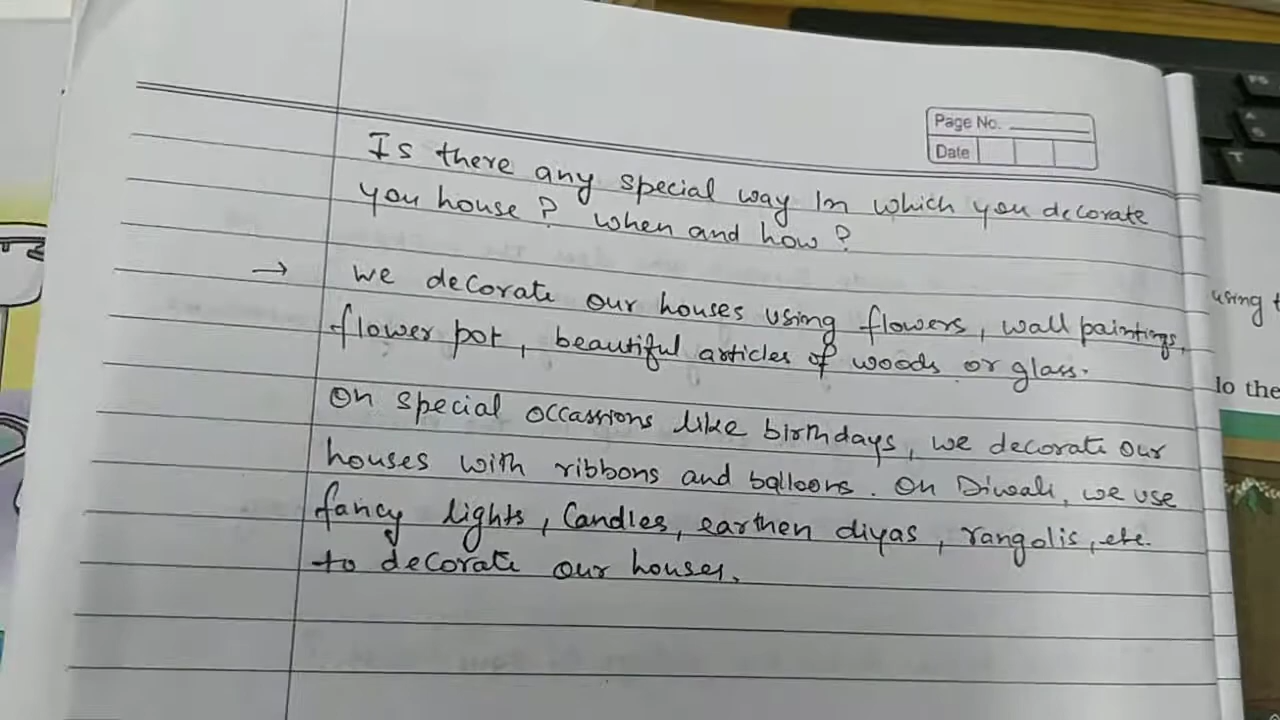 Page No.
Date
Is there any special way In which you decorate
you house? When and how?
→ We decorate our houses using flowers, wall paintings,
flower pot, beautiful articles of woods or glass.
On special occassions like birthdays, we decorate our
houses with ribbons and balloons. On Diwali, we use
fancy lights, Candles, earthen diyas, rangolis, etc.
to decorate our houses.
using
lo the